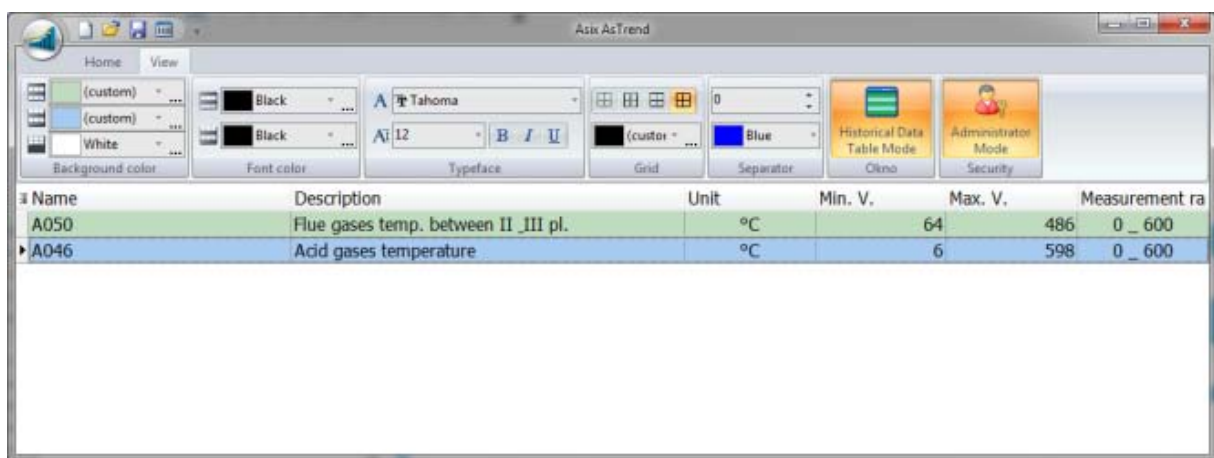 Asix AsTrend
Home View
(custom) ...
(custom) ...
White ...
Background color
Black ...
Black ...
Font color
A Tahoma
12 B I U
Typeface
(custor ...
Grid
0
Blue
Separator
Historical Data
Table Mode
Okno
Administrator
Mode
Security
Name Description Unit Min. V. Max. V. Measurement ra
A050 Flue gases temp. between II _III pl. °C 64 486 0 _ 600
A046 Acid gases temperature °C 6 598 0 _ 600